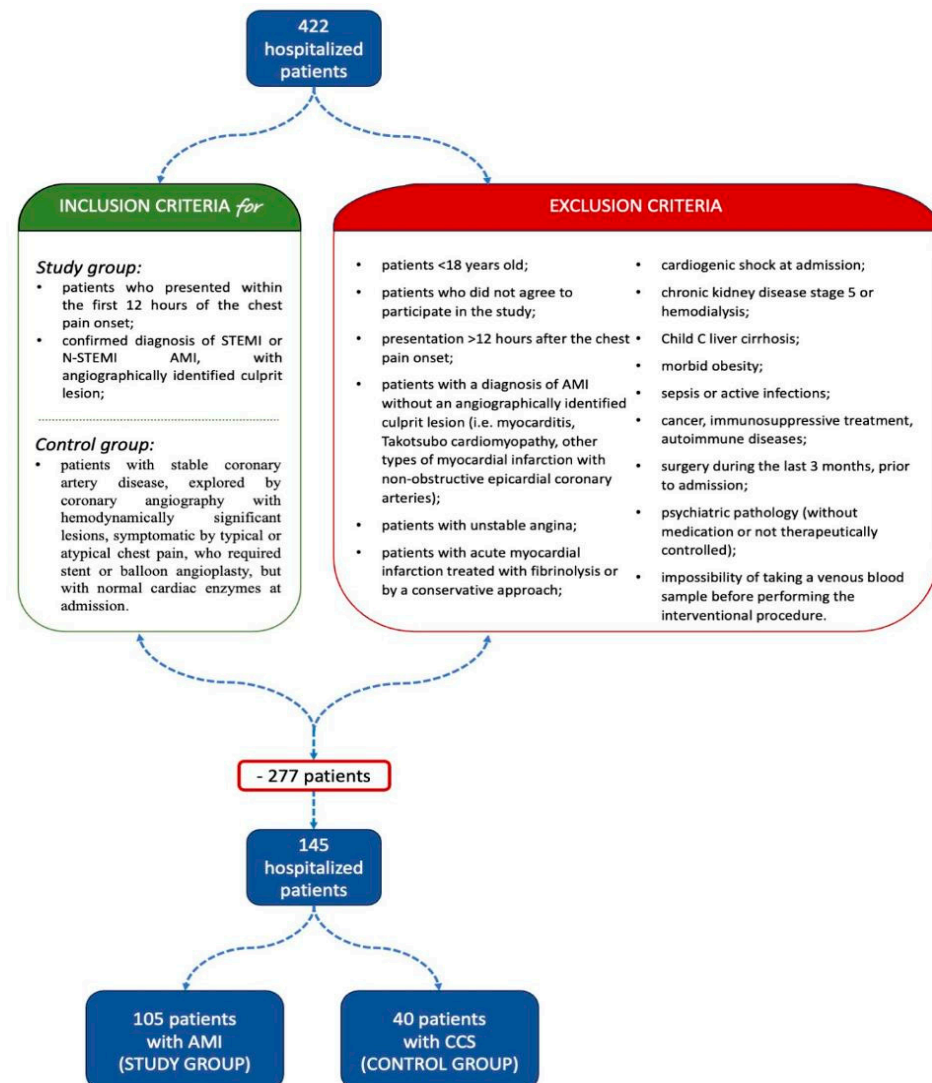 422
hospitalized
patients
INCLUSION CRITERIA for
Study group:
• patients who presented within
the first 12 hours of the chest
pain onset;
• confirmed diagnosis of STEMI or
N-STEMI AMI, with
angiographically identified culprit
lesion;
Control group:
• patients with stable coronary
artery disease, explored by
coronary angiography with
hemodynamically significant
lesions, symptomatic by typical or
atypical chest pain, who required
stent or balloon angioplasty, but
with normal cardiac enzymes at
admission.
EXCLUSION CRITERIA
• patients <18 years old;
• patients who did not agree to
participate in the study;
• presentation >12 hours after the chest
pain onset;
• patients with a diagnosis of AMI
without an angiographically identified
culprit lesion (i.e. myocarditis,
Takotsubo cardiomyopathy, other
types of myocardial infarction with
non-obstructive epicardial coronary
arteries);
• patients with unstable angina;
• patients with acute myocardial
infarction treated with fibrinolysis or
by a conservative approach;
• cardiogenic shock at admission;
• chronic kidney disease stage 5 or
hemodialysis;
• Child C liver cirrhosis;
• morbid obesity;
• sepsis or active infections;
• cancer, immunosuppressive treatment,
autoimmune diseases;
• surgery during the last 3 months, prior
to admission;
• psychiatric pathology (without
medication or not therapeutically
controlled);
• impossibility of taking a venous blood
sample before performing the
interventional procedure.
- 277 patients
145
hospitalized
patients
105 patients
with AMI
(STUDY GROUP)
40 patients
with CCS
(CONTROL GROUP)